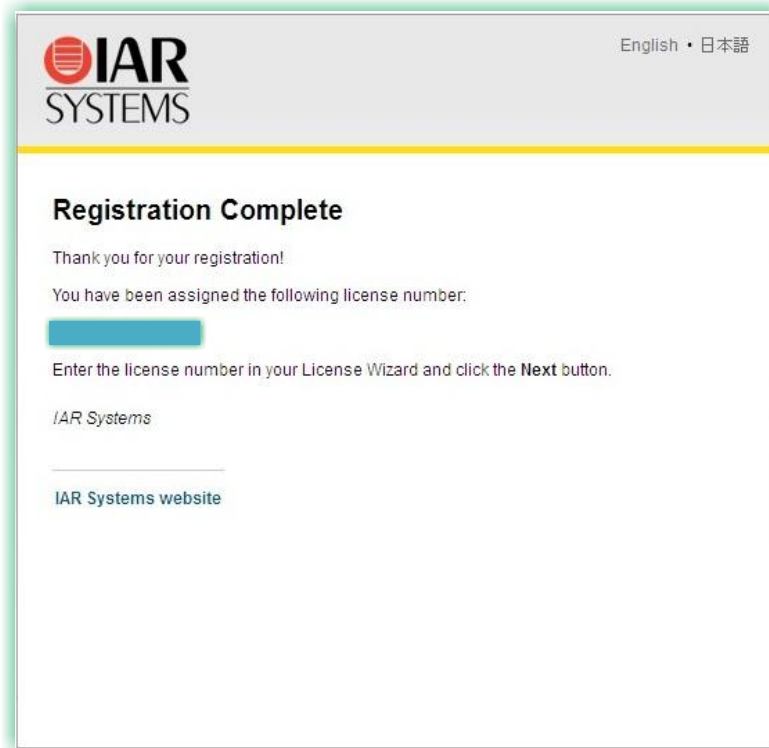 IAR
SYSTEMS
English • 日本語
Registration Complete
Thank you for your registration!
You have been assigned the following license number:
Enter the license number in your License Wizard and click the Next button.
IAR Systems
IAR Systems website